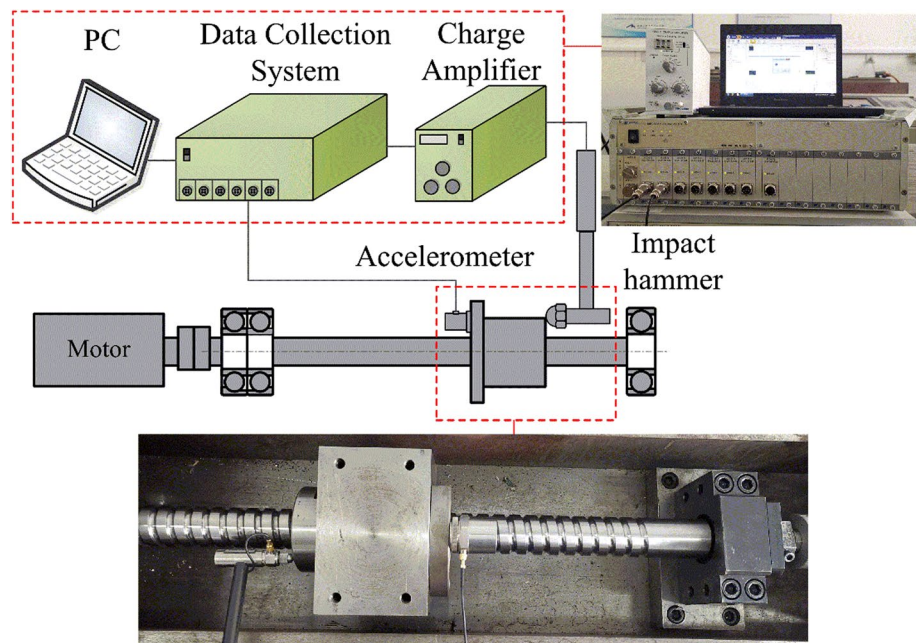 PC
Data Collection
System
Charge
Amplifier
Accelerometer
Impact
hammer
Motor